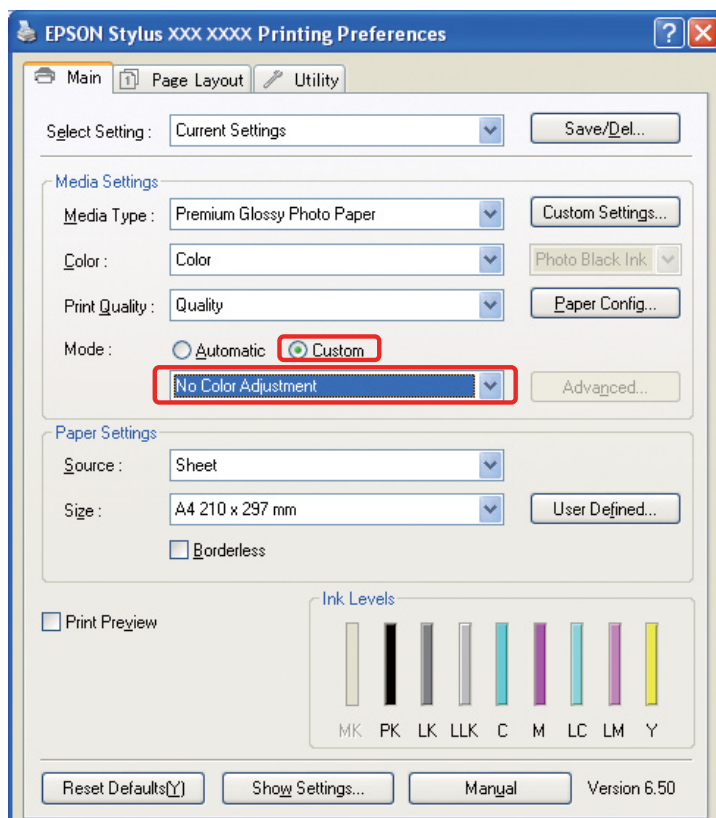 EPSON Stylus XXX XXXX Printing Preferences
Main Page Layout Utility
Select Setting : Current Settings Save/Del...
Media Settings
Media Type : Premium Glossy Photo Paper Custom Settings...
Color : Color Photo Black Ink
Print Quality : Quality Paper Config...
Mode : Automatic Custom
No Color Adjustment Advanced...
Paper Settings
Source : Sheet
Size : A4 210 x 297 mm User Defined...
Borderless
Print Preview
Ink Levels
MK PK LK LLK C M LC LM Y
Reset Defaults(Y) Show Settings... Manual Version 6.50